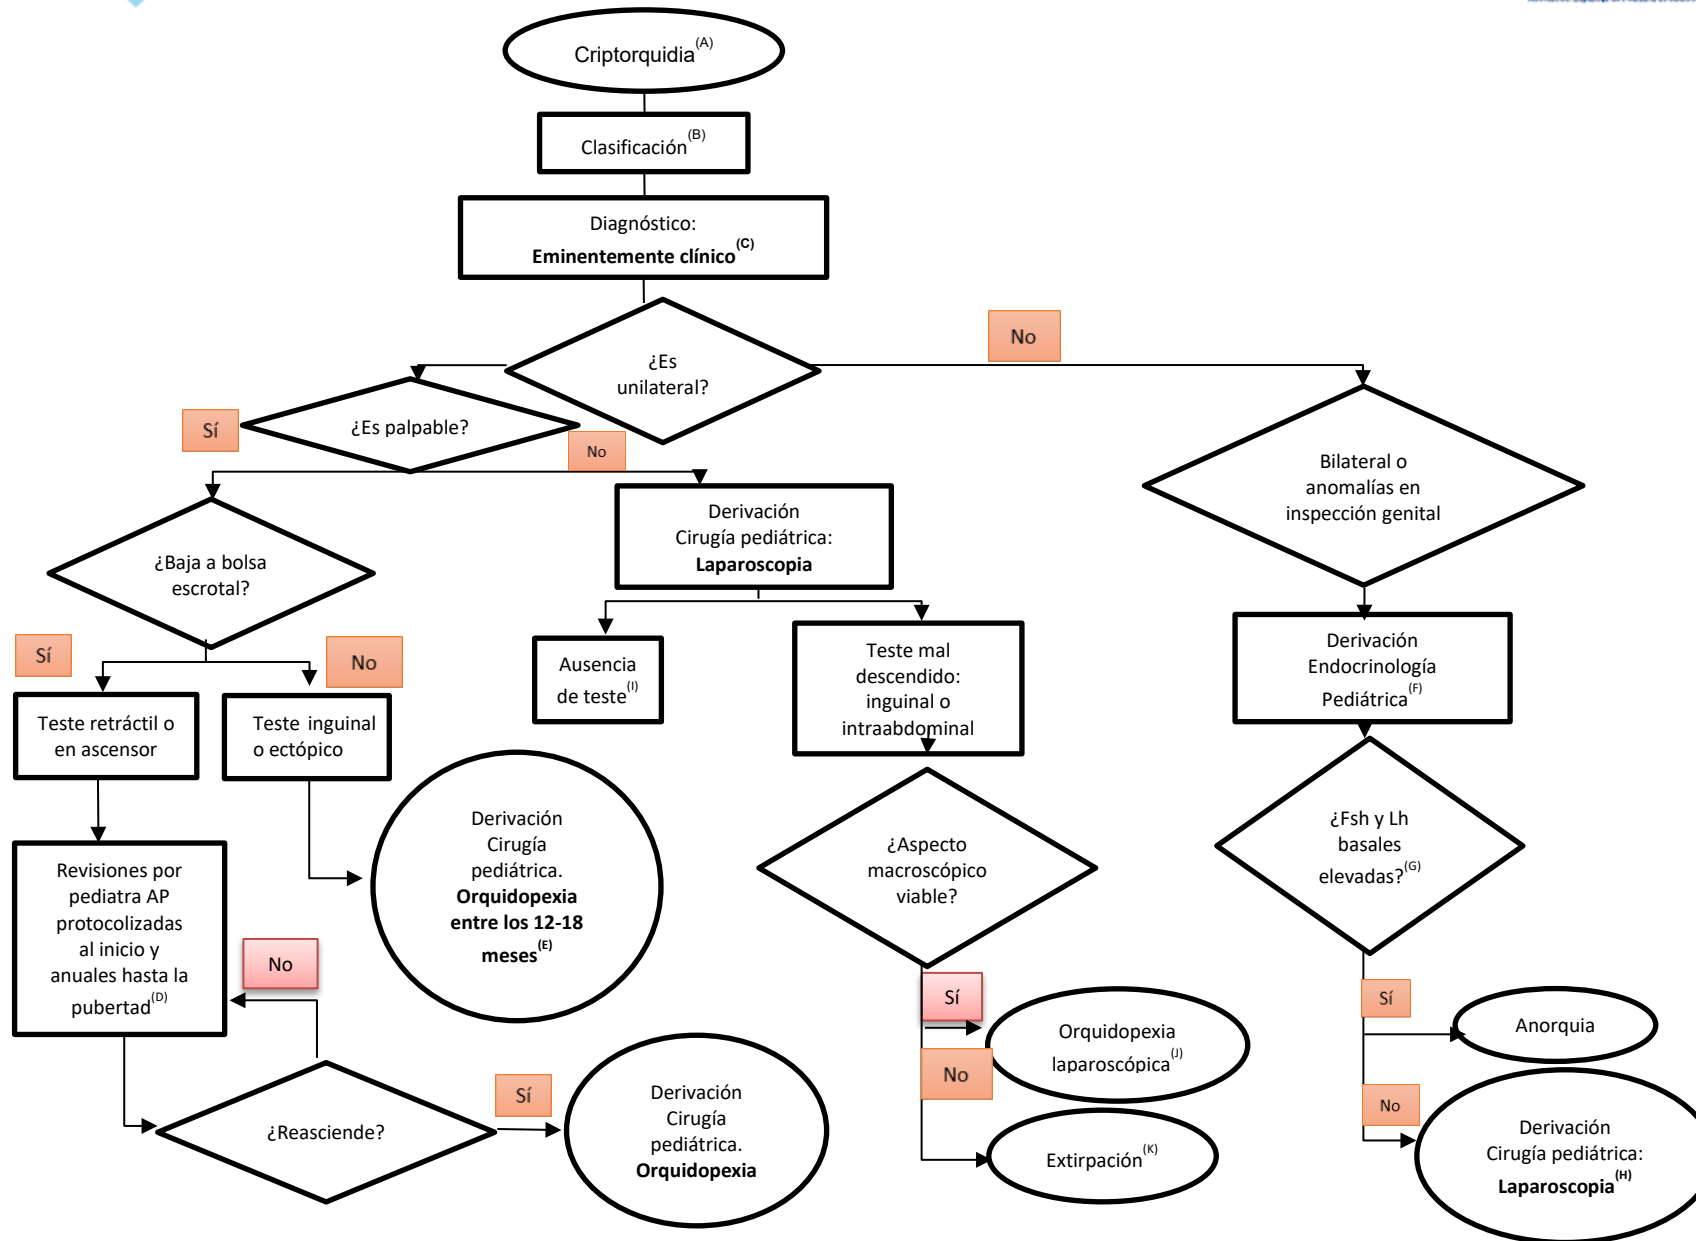 Criptorquidia(A)
Clasificación(B)
Diagnóstico:
Eminentemente clínico(C)
¿Es
unilateral?
No
¿Es palpable?
Sí
No
Bilateral o
anomalías en
inspección genital
Derivación
Cirugía pediátrica:
Laparoscopia
¿Baja a bolsa
escrotal?
Sí
No
Ausencia
de teste(I)
Teste mal
descendido:
inguinal o
intraabdominal
Derivación
Endocrinología
Pediátrica(F)
Teste retráctil o
en ascensor
Teste inguinal
o ectópico
Derivación
Cirugía
pediátrica.
Orquidopexia
entre los 12-18
meses(E)
¿Aspecto
macroscópico
viable?
¿Fsh y Lh
basales
elevadas?(G)
Revisiones por
pediatra AP
protocolizadas
al inicio y
anuales hasta la
pubertad(D)
No
Sí
Orquidopexia
laparoscópica(J)
No
Extirpación(K)
Sí
Anorquia
No
Derivación
Cirugía pediátrica:
Laparoscopia(H)
¿Reasciende?
Sí
Derivación
Cirugía
pediátrica.
Orquidopexia